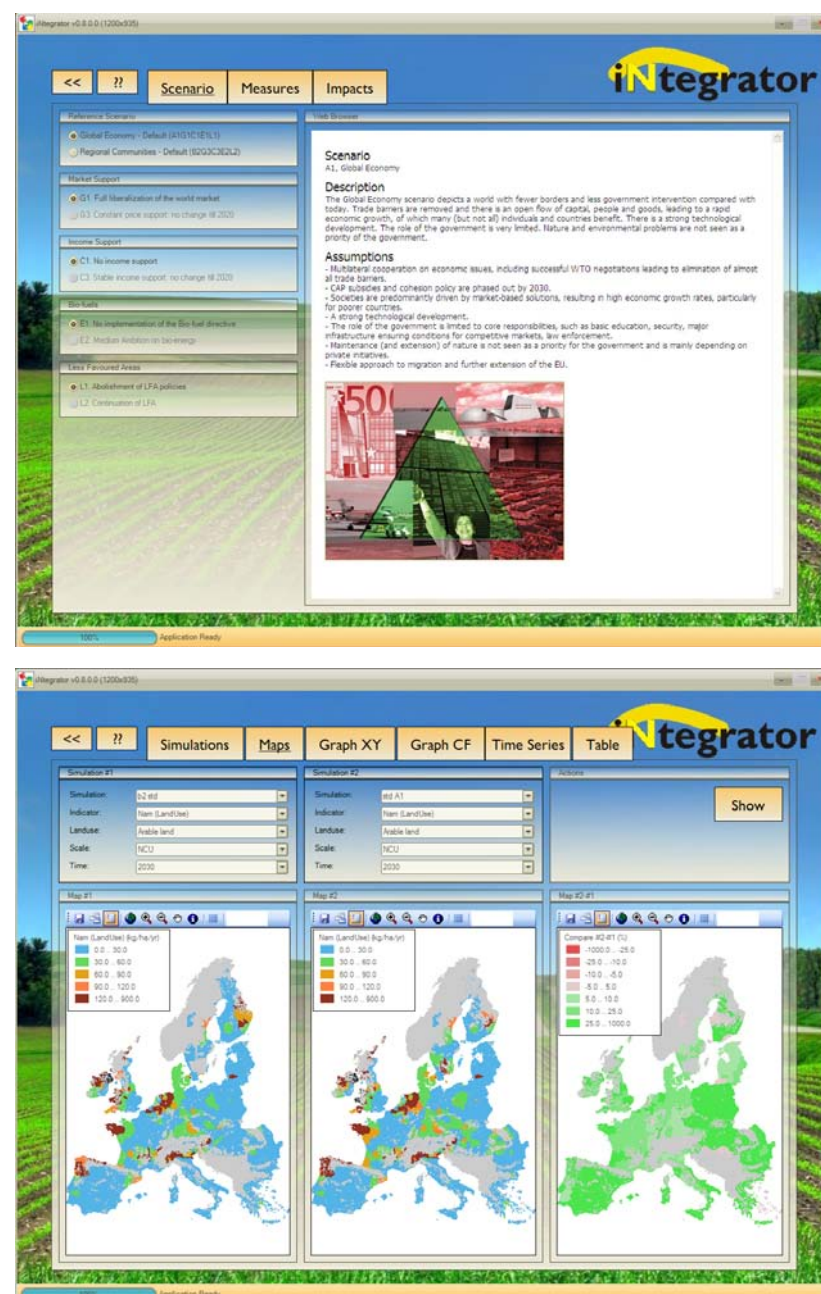 iNtegrator v0.8.0.0 (1200x935)
iNtegrator
<< ?? Scenario Measures Impacts
Reference Scenario
Global Economy - Default (A1G1C1E1L1)
Regional Communities - Default (B2G3C3E2L2)
Market Support
G1. Full liberalization of the world market
G3. Constant price support: no change till 2020
Income Support
C1. No income support
C3. Stable income support: no change till 2020
Bio-fuels
E1. No implementation of the Bio-fuel directive
E2. Medium Ambition on bio-energy
Less Favoured Areas
L1. Abolishment of LFA policies
L2. Continuation of LFA
Web Browser
Scenario
A1, Global Economy
Description
The Global Economy scenario depicts a world with fewer borders and less government intervention compared with
today. Trade barriers are removed and there is an open flow of capital, people and goods, leading to a rapid
economic growth, of which many (but not all) individuals and countries benefit. There is a strong technological
development. The role of the government is very limited. Nature and environmental problems are not seen as a
priority of the government.
Assumptions
- Multilateral cooperation on economic issues, including successful WTO negotiations leading to elimination of almost
all trade barriers.
- CAP subsidies and cohesion policy are phased out by 2030.
- Societies are predominantly driven by market-based solutions, resulting in high economic growth rates, particularly
for poorer countries.
- A strong technological development.
- The role of the government is limited to core responsibilities, such as basic education, security, major
infrastructure ensuring conditions for competitive markets, law enforcement.
- Maintenance (and extension) of nature is not seen as a priority for the government and is mainly depending on
private initiatives.
- Flexible approach to migration and further extension of the EU.
500
100% Application Ready
iNtegrator v0.8.0.0 (1200x935)
Ntegrator
<< ?? Simulations Maps Graph XY Graph CF Time Series Table
Simulation #1
Simulation: b2 std
Indicator: Nam (LandUse)
Landuse: Arable land
Scale: NCU
Time: 2030
Simulation #2
Simulation: std A1
Indicator: Nam (LandUse)
Landuse: Arable land
Scale: NCU
Time: 2030
Actions
Show
Map #1
Nam (LandUse) (kg/ha/yr)
0.0 .. 30.0
30.0 .. 60.0
60.0 .. 90.0
90.0 .. 120.0
120.0 .. 900.0
Map #2
Nam (LandUse) (kg/ha/yr)
0.0 .. 30.0
30.0 .. 60.0
60.0 .. 90.0
90.0 .. 120.0
120.0 .. 900.0
Map #2-#1
Compare #2-#1 (%)
-1000.0 .. -25.0
-25.0 .. -10.0
-10.0 .. -5.0
-5.0 .. 5.0
5.0 .. 10.0
10.0 .. 25.0
25.0 .. 1000.0
100% Application Ready